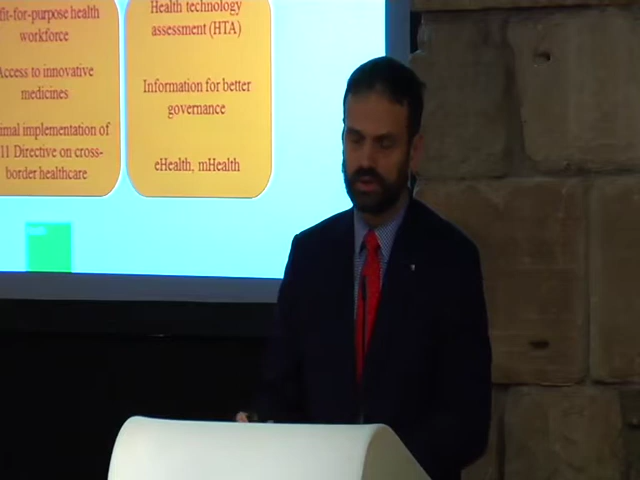 fit-for-purpose health
workforce
Access to innovative
medicines
implementation of
11 Directive on cross-
border healthcare
Health technology
assessment (HTA)
Information for better
governance
eHealth, mHealth